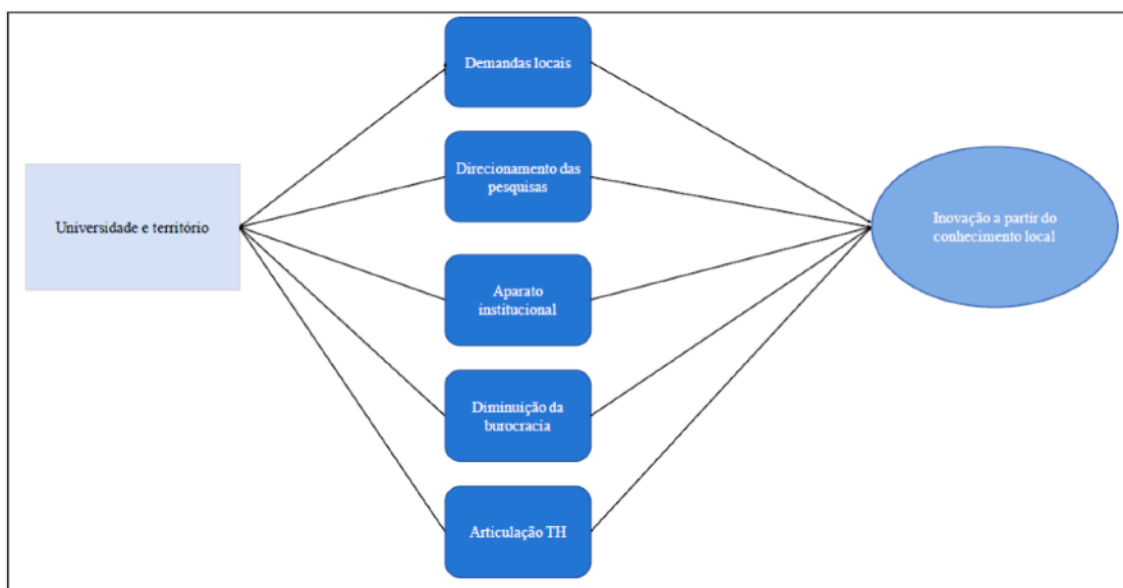 Demandas locais
Direcionamento das
pesquisas
Universidade e território
Inovação a partir do
conhecimento local
Aparato
institucional
Diminuição da
burocracia
Articulação TH